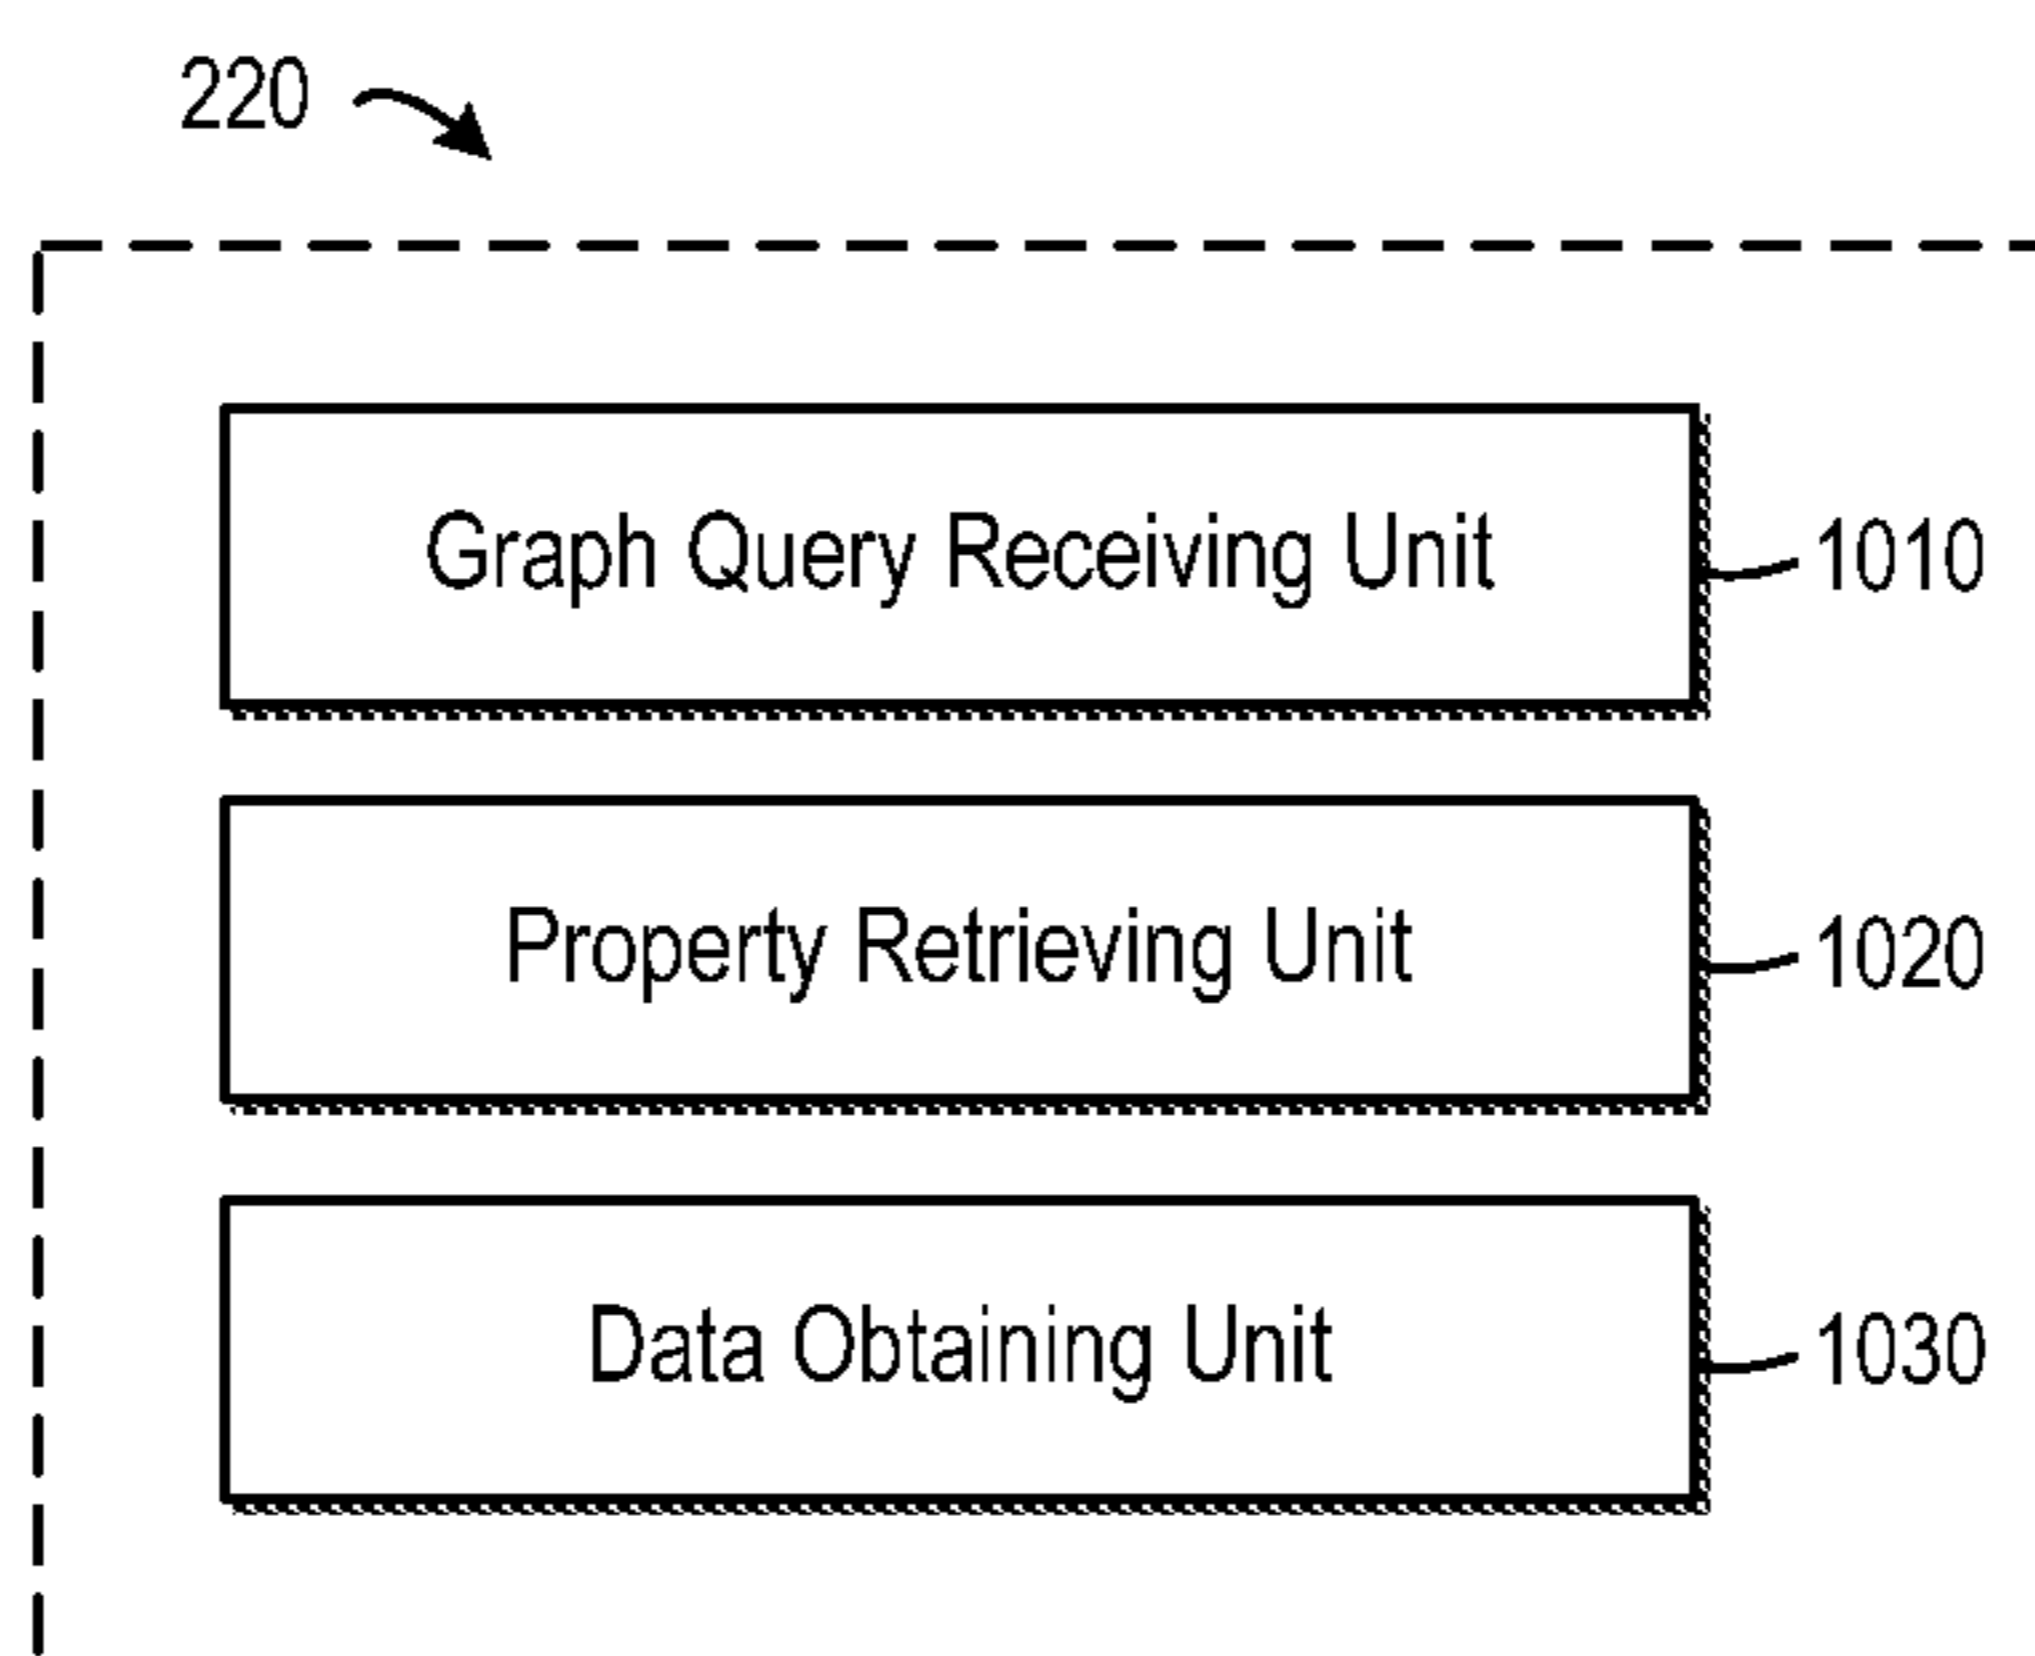 220
Graph Query Receiving Unit
1010
Property Retrieving Unit
1020
Data Obtaining Unit
1030